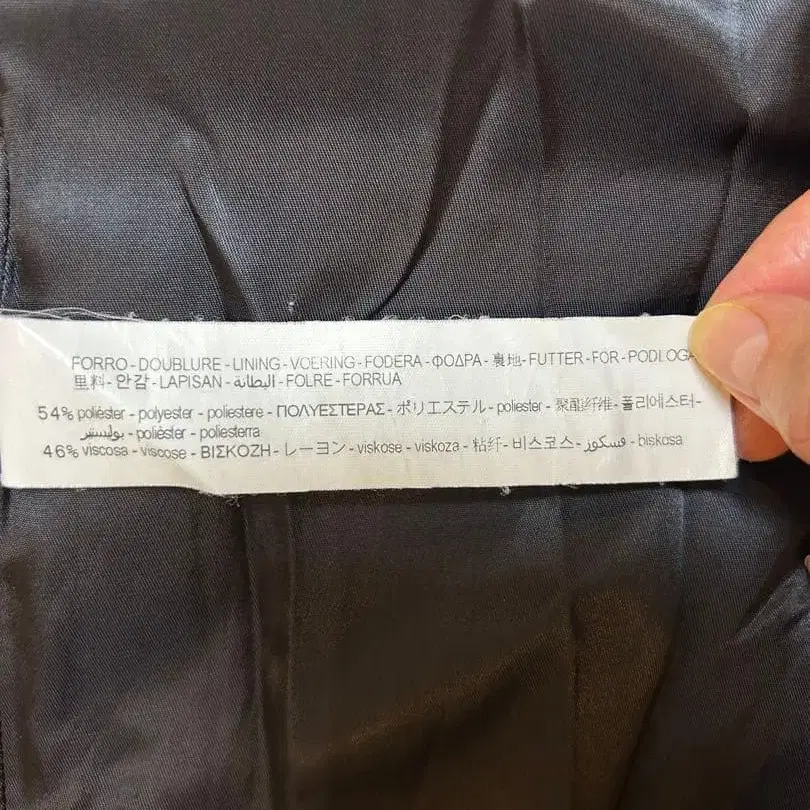 FORRO - DOUBLURE - LINING - VOERING - FODERA - ΦΟΔΡΑ - 裏地 - FUTTER - FÓR - PODLOGA
里料 - 안감 - LAPISAN - البطانة - FOLRE - FORRUA
54% poliéster - polyester - poliestere - ΠΟΛΥΕΣΤΕΡΑΣ - ポリエステル - poliester - 聚酯纤维 - 폴리에스터 -
بوليستر - polièster - poliesterra
46% viscosa - viscose - ΒΙΣΚΟΖΗ - レーヨン - viskose - viskoza - 粘纤 - 비스코스 - فسكوز - biskosa